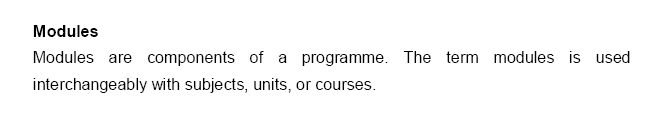 Modules
Modules are components of a programme. The term modules is used
interchangeably with subjects, units, or courses.